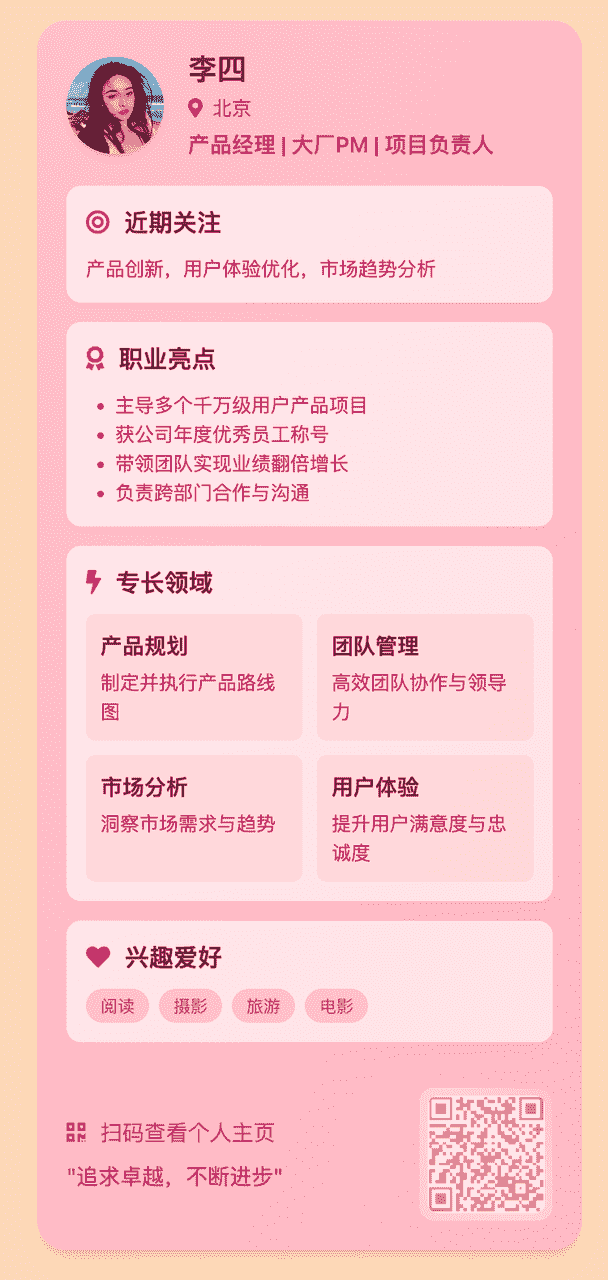 李四
北京
产品经理 | 大厂PM | 项目负责人
近期关注
产品创新，用户体验优化，市场趋势分析
职业亮点
主导多个千万级用户产品项目
获公司年度优秀员工称号
带领团队实现业绩翻倍增长
负责跨部门合作与沟通
专长领域
产品规划
制定并执行产品路线
图
团队管理
高效团队协作与领导
力
市场分析
洞察市场需求与趋势
用户体验
提升用户满意度与忠
诚度
兴趣爱好
阅读 摄影 旅游 电影
扫码查看个人主页
"追求卓越，不断进步"